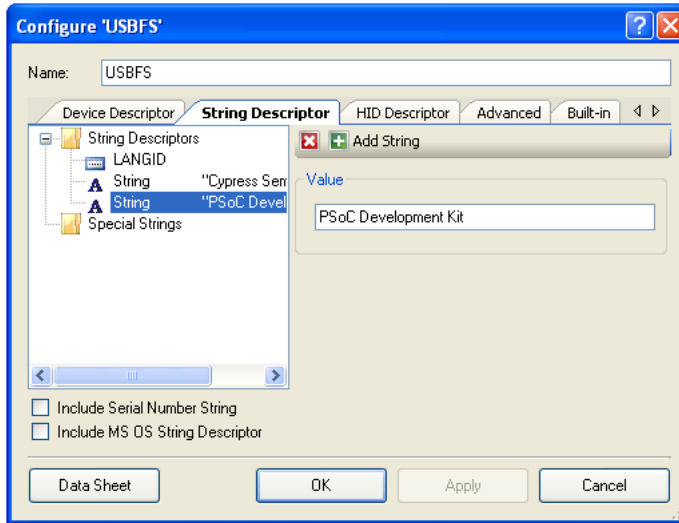 Configure 'USBFS'
Name: USBFS
Device Descriptor String Descriptor HID Descriptor Advanced Built-in
String Descriptors
Add String
LANGID
String "Cypress Sem
Value
String "PSoC Devel
PSoC Development Kit
Special Strings
Include Serial Number String
Include MS OS String Descriptor
Data Sheet OK Apply Cancel